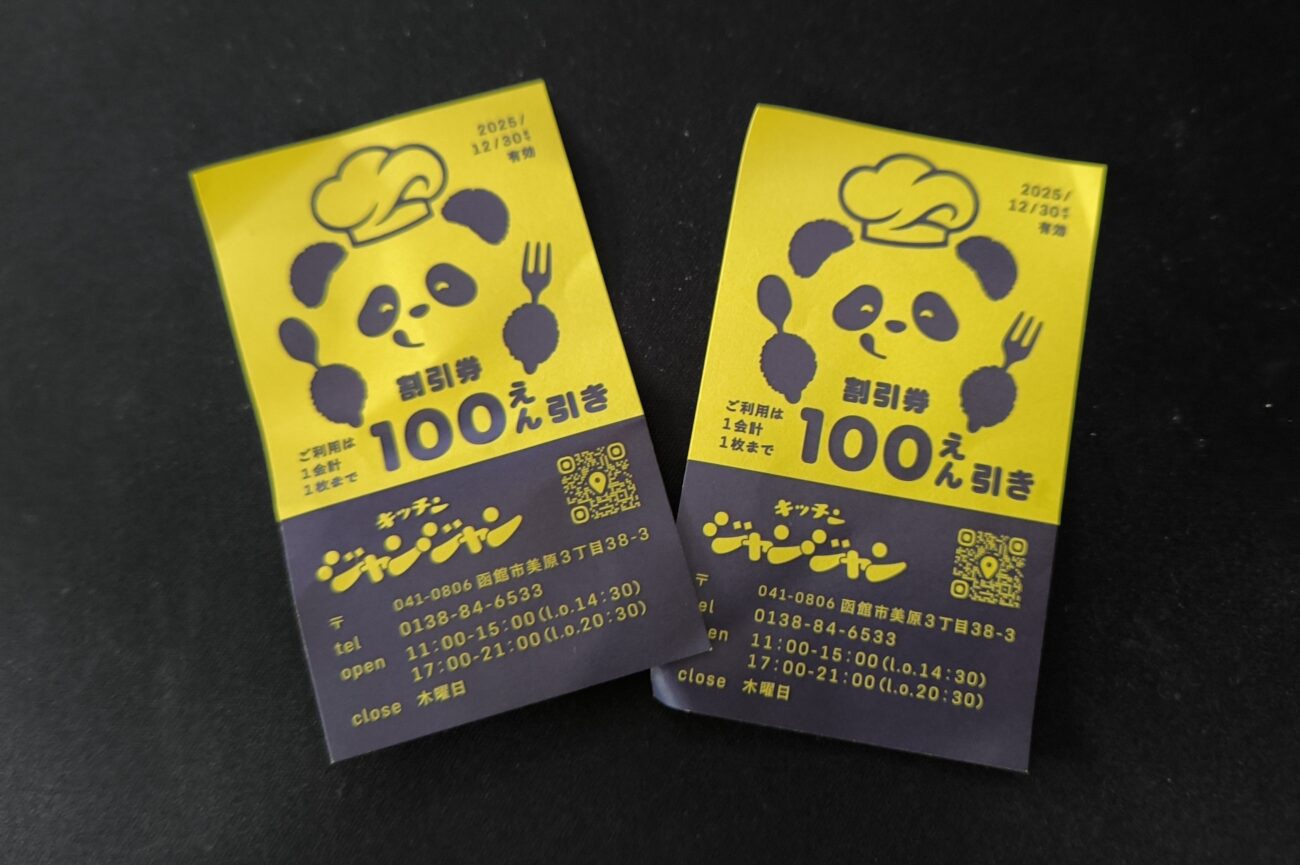 2025/
12/30まで
有効
割引券
100えん引き
ご利用は
1会計
1枚まで
キッチン
ジャンジャン
〒 041-0806 函館市美原3丁目38-3
tel 0138-84-6533
open 11:00-15:00(l.o.14:30)
17:00-21:00(l.o.20:30)
close 木曜日
2025/
12/30まで
有効
割引券
100えん引き
ご利用は
1会計
1枚まで
キッチン
ジャンジャン
〒 041-0806 函館市美原3丁目38-3
el 0138-84-6533
en 11:00-15:00(l.o.14:30)
17:00-21:00(l.o.20:30)
close 木曜日